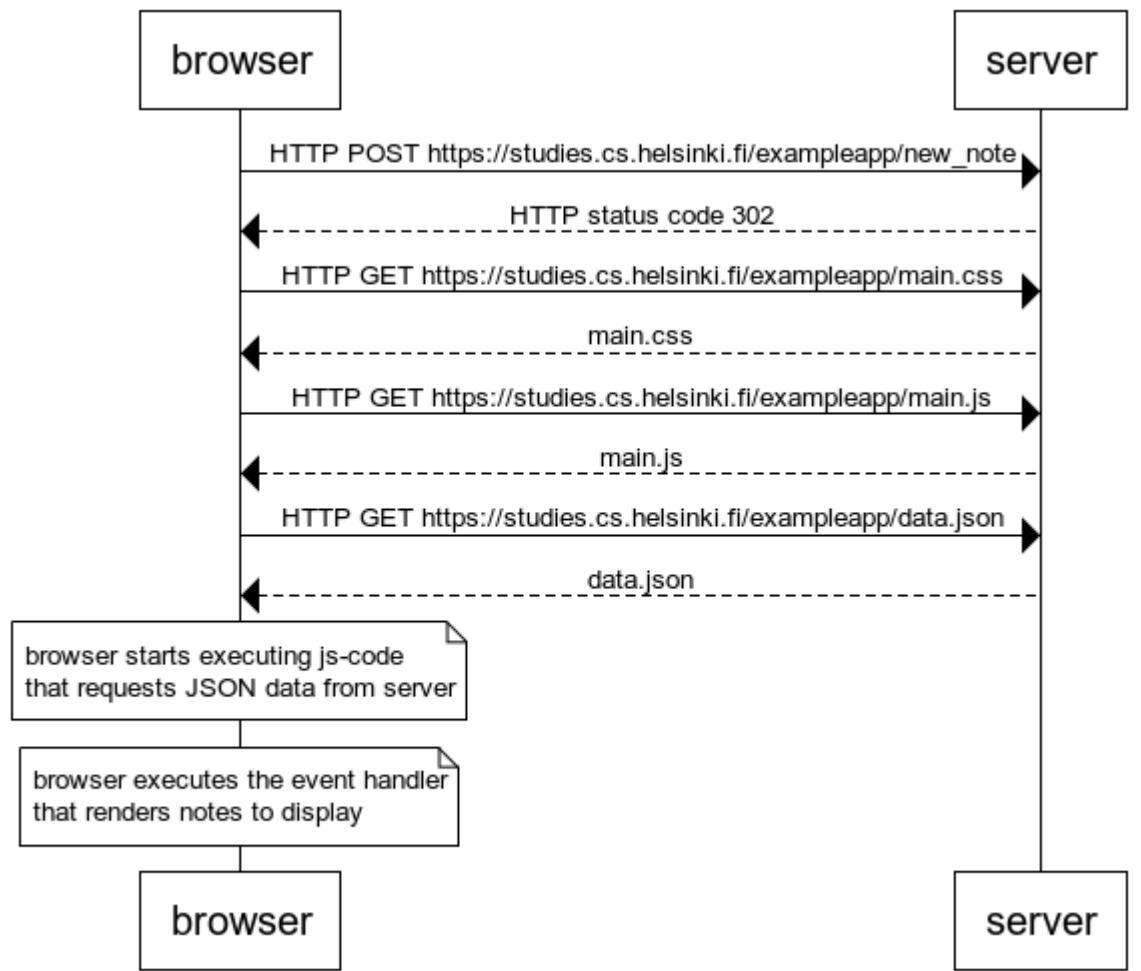 browser
server
HTTP POST https://studies.cs.helsinki.fi/exampleapp/new_note
HTTP status code 302
HTTP GET https://studies.cs.helsinki.fi/exampleapp/main.css
main.css
HTTP GET https://studies.cs.helsinki.fi/exampleapp/main.js
main.js
HTTP GET https://studies.cs.helsinki.fi/exampleapp/data.json
data.json
browser starts executing js-code
that requests JSON data from server
browser executes the event handler
that renders notes to display
browser
server